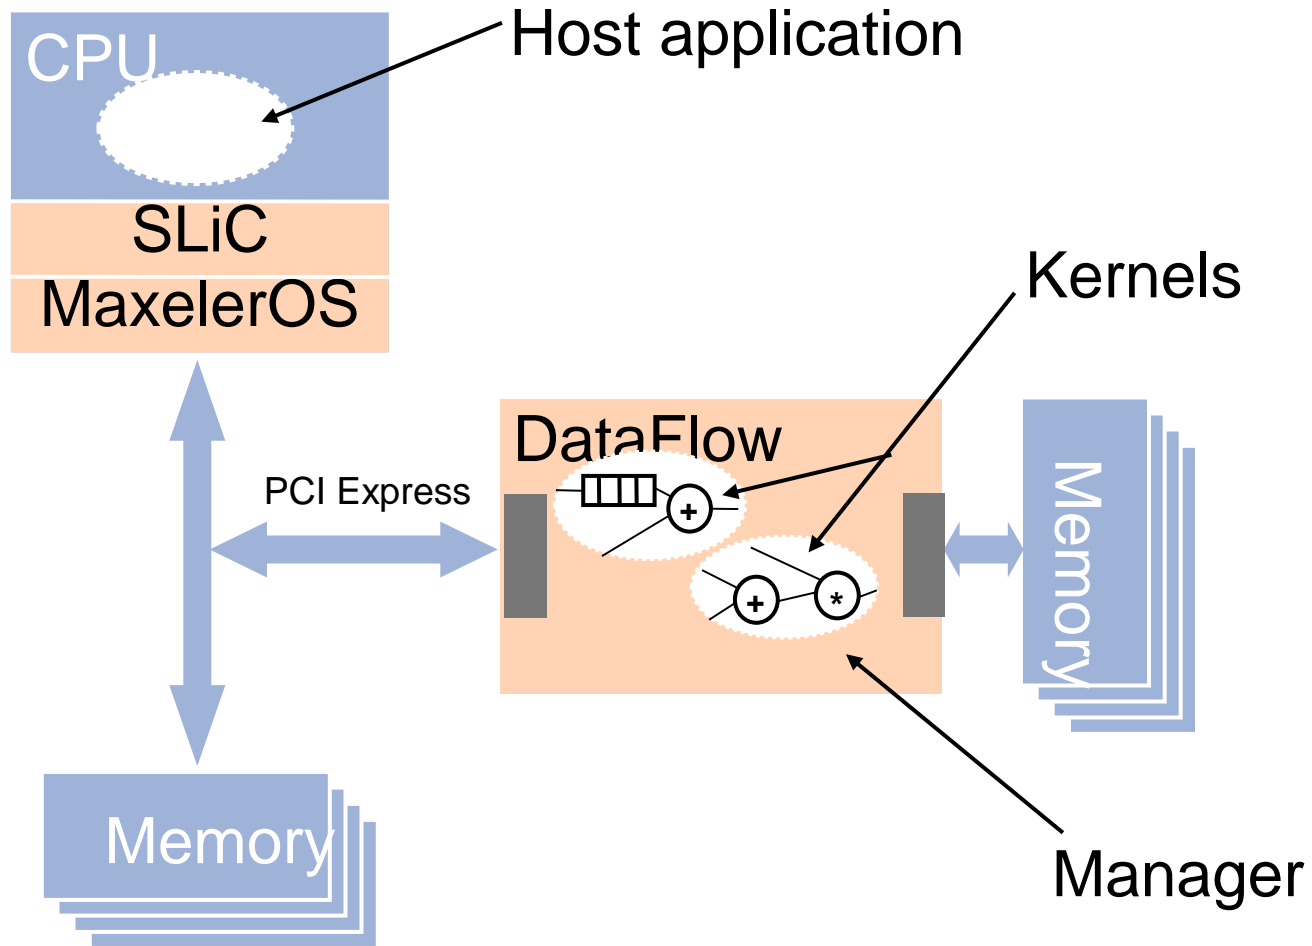 Host application
CPU
SLiC
MaxelerOS
Kernels
DataFlow
PCI Express
+
+
*
Memory
Memory
Manager